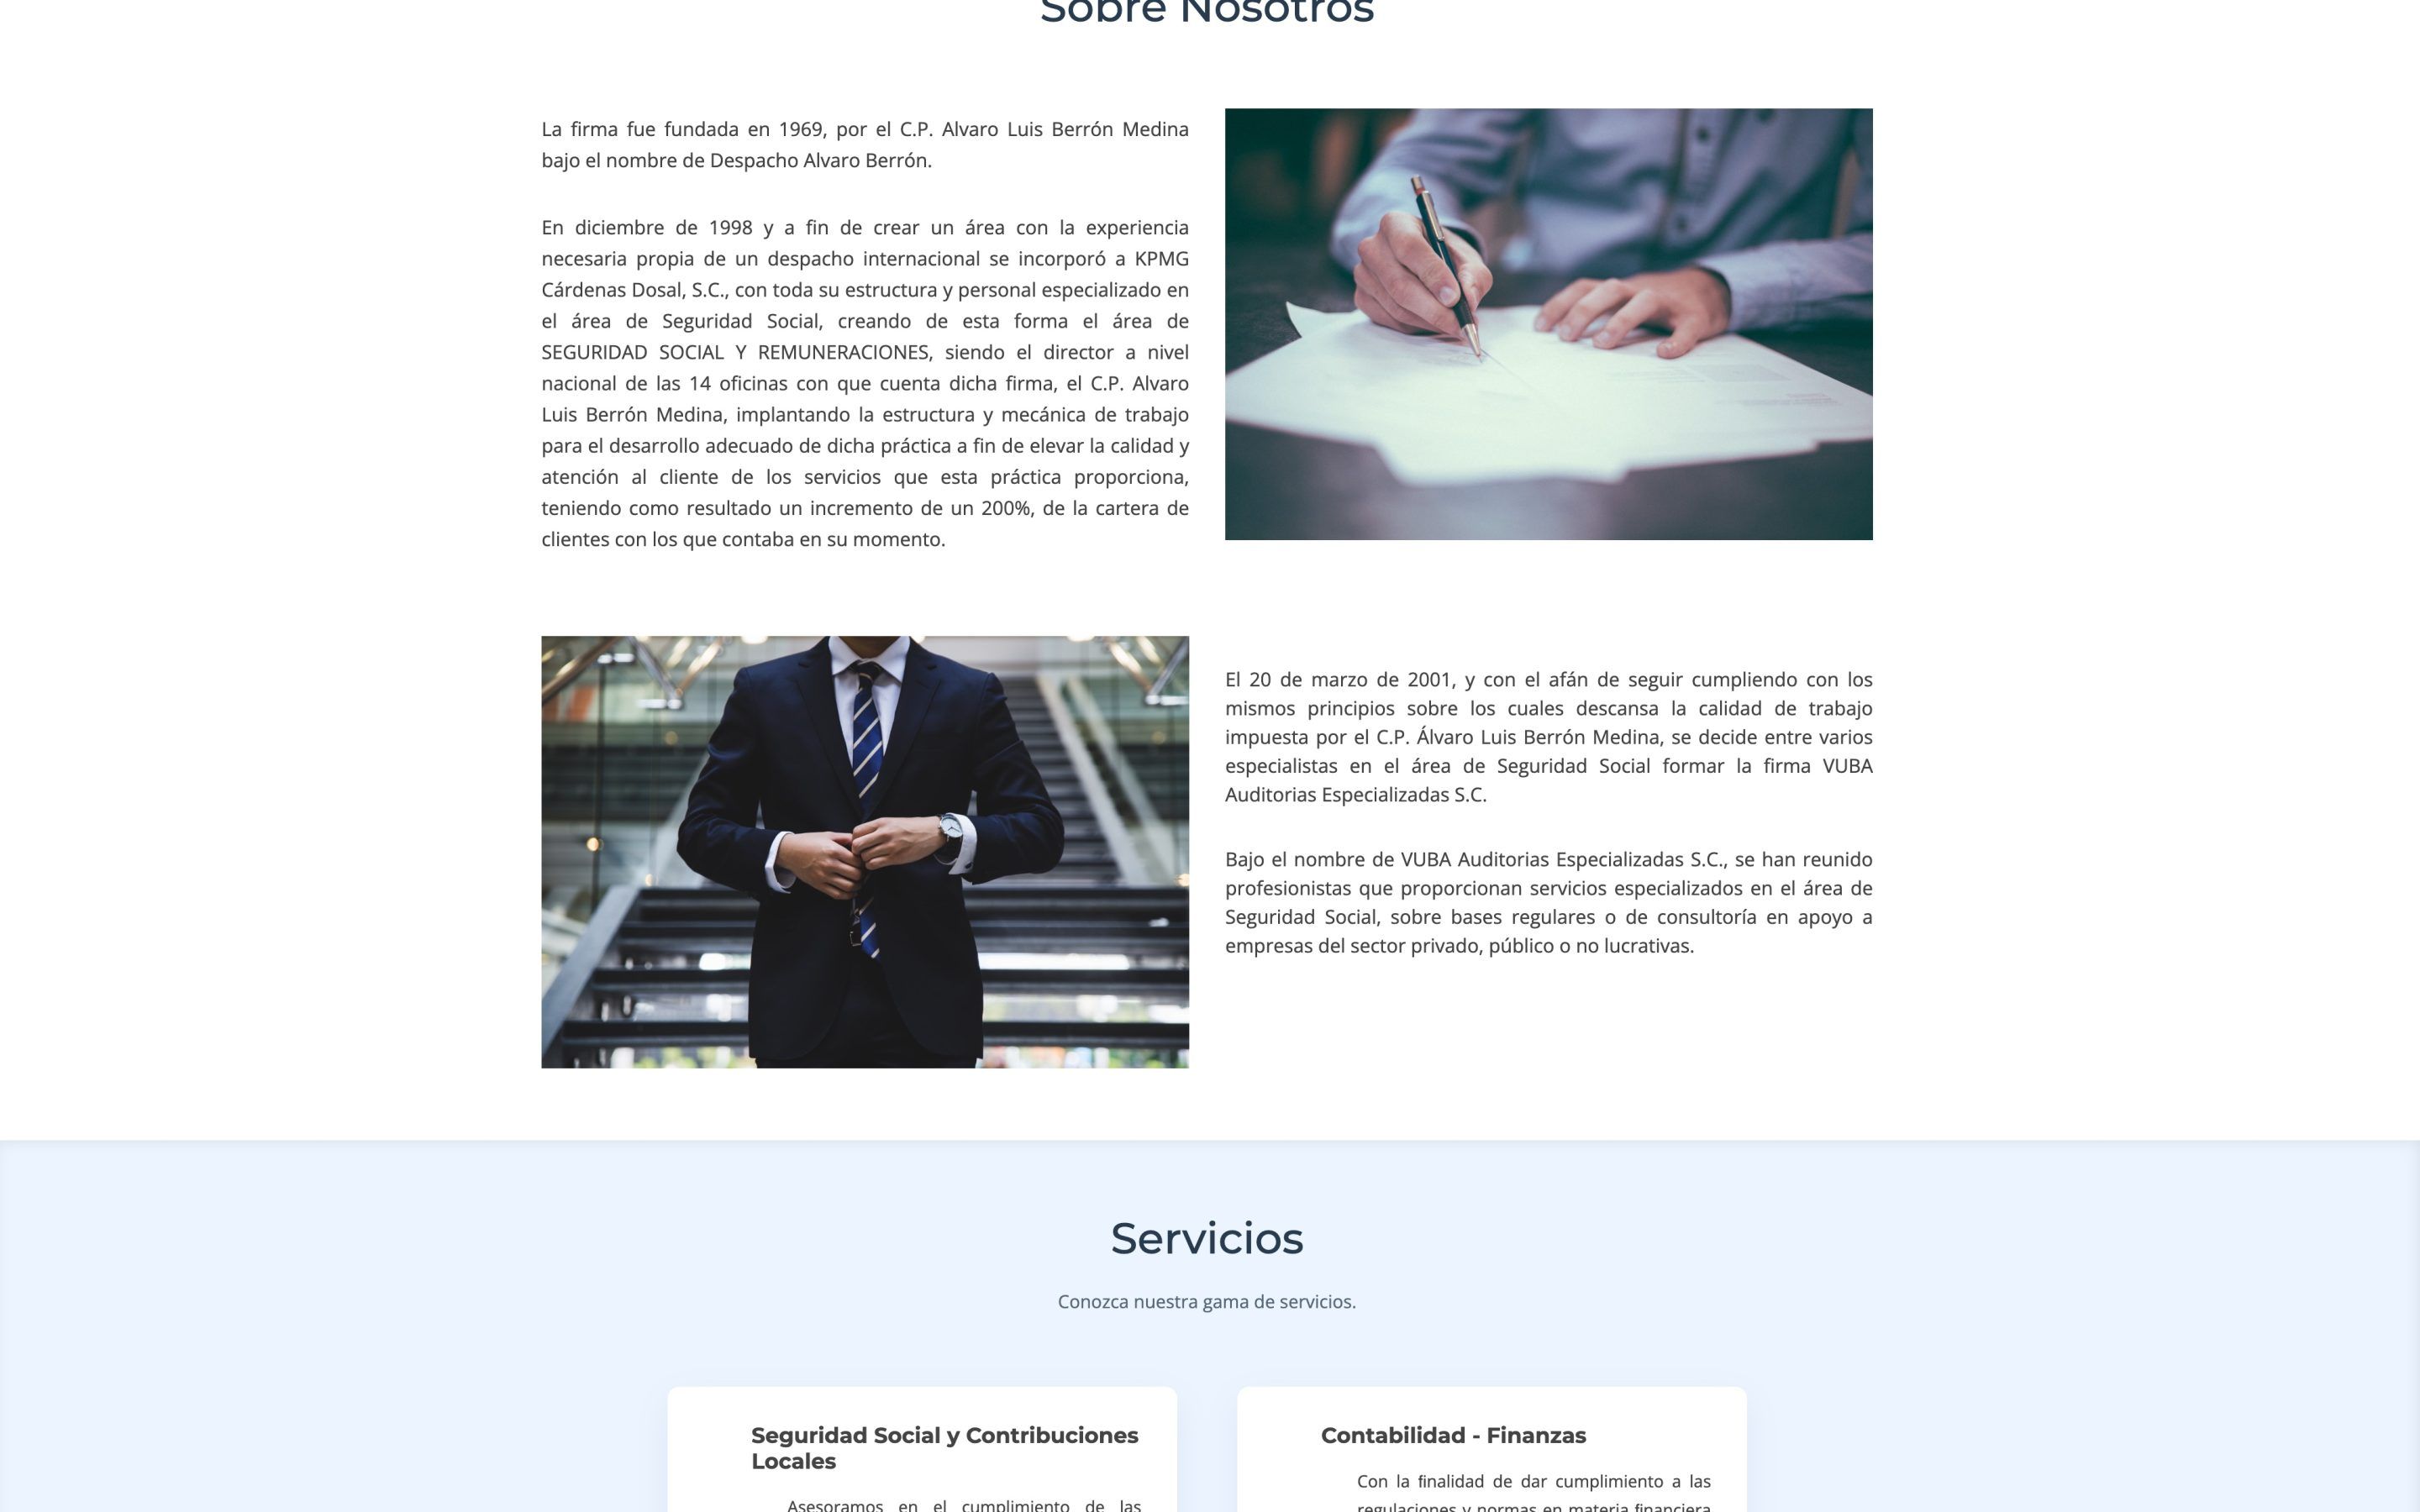 Sobre Nosotros
La firma fue fundada en 1969, por el C.P. Alvaro Luis Berrón Medina
bajo el nombre de Despacho Alvaro Berrón.
En diciembre de 1998 y a fin de crear un área con la experiencia
necesaria propia de un despacho internacional se incorporó a KPMG
Cárdenas Dosal, S.C., con toda su estructura y personal especializado en
el área de Seguridad Social, creando de esta forma el área de
SEGURIDAD SOCIAL Y REMUNERACIONES, siendo el director a nivel
nacional de las 14 oficinas con que cuenta dicha firma, el C.P. Alvaro
Luis Berrón Medina, implantando la estructura y mecánica de trabajo
para el desarrollo adecuado de dicha práctica a fin de elevar la calidad y
atención al cliente de los servicios que esta práctica proporciona,
teniendo como resultado un incremento de un 200%, de la cartera de
clientes con los que contaba en su momento.
El 20 de marzo de 2001, y con el afán de seguir cumpliendo con los
mismos principios sobre los cuales descansa la calidad de trabajo
impuesta por el C.P. Álvaro Luis Berrón Medina, se decide entre varios
especialistas en el área de Seguridad Social formar la firma VUBA
Auditorias Especializadas S.C.
Bajo el nombre de VUBA Auditorias Especializadas S.C., se han reunido
profesionistas que proporcionan servicios especializados en el área de
Seguridad Social, sobre bases regulares o de consultoría en apoyo a
empresas del sector privado, público o no lucrativas.
Servicios
Conozca nuestra gama de servicios.
Seguridad Social y Contribuciones
Locales
Asesoramos en el cumplimiento de las
Contabilidad - Finanzas
Con la finalidad de dar cumplimiento a las
regulaciones y normas en materia financiera